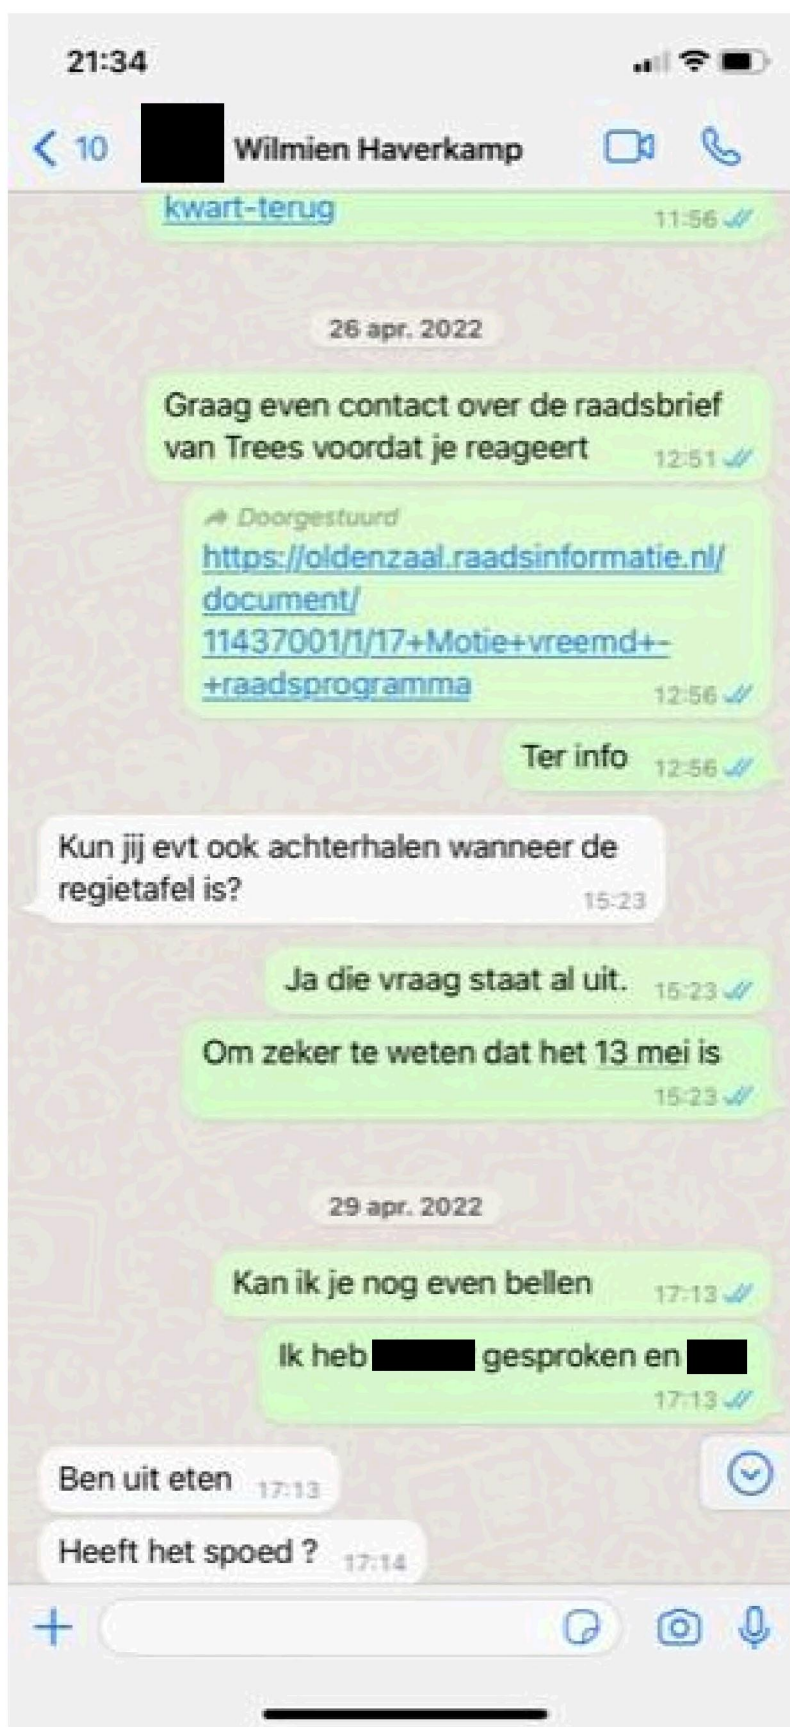 21:34
10
Wilmien Haverkamp
kwart-terug
11:56
26 apr. 2022
Graag even contact over de raadsbrief
van Trees voordat je reageert
12:51
Doorgestuurd
https://oldenzaal.raadsinformatie.nl/
document/
11437001/1/17+Motie+vreemd+-
+raadsprogramma
12:56
Ter info
12:56
Kun jij evt ook achterhalen wanneer de
regietafel is?
15:23
Ja die vraag staat al uit.
15:23
Om zeker te weten dat het 13 mei is
15:23
29 apr. 2022
Kan ik je nog even bellen
17:13
Ik heb gesproken en
17:13
Ben uit eten
17:13
Heeft het spoed ?
17:14